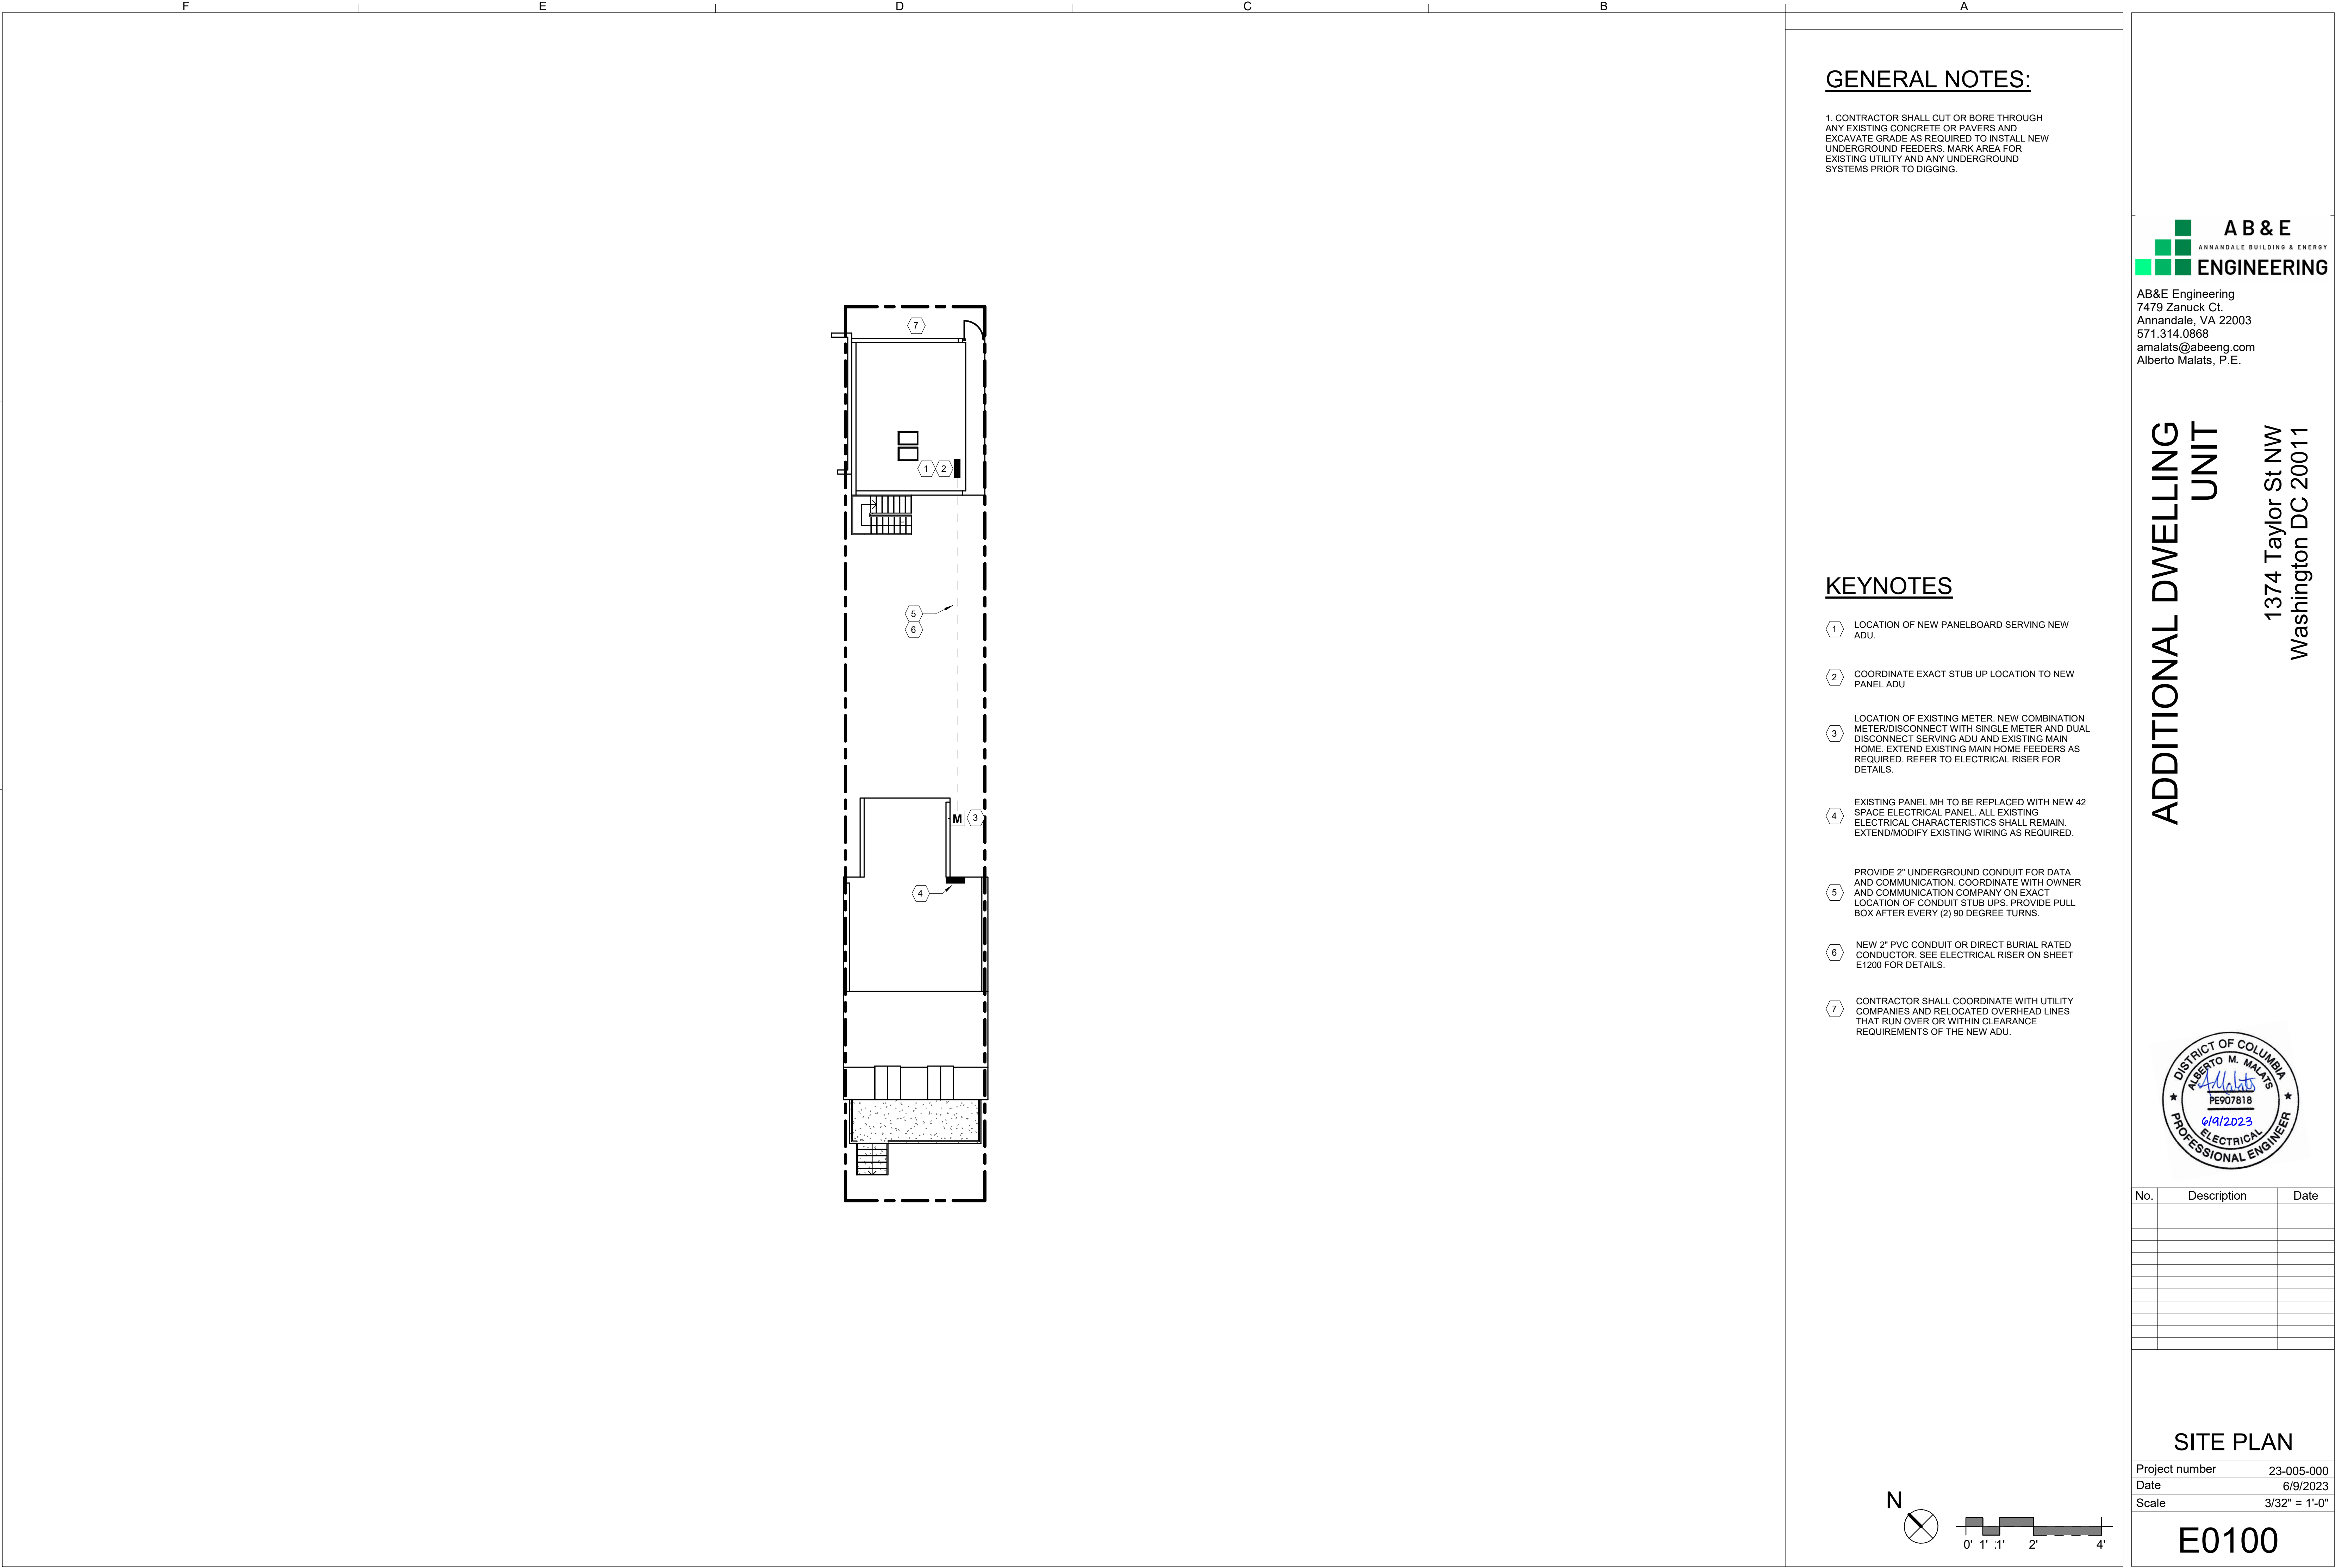 F E D C B A
GENERAL NOTES:
1. CONTRACTOR SHALL CUT OR BORE THROUGH
ANY EXISTING CONCRETE OR PAVERS AND
EXCAVATE GRADE AS REQUIRED TO INSTALL NEW
UNDERGROUND FEEDERS. MARK AREA FOR
EXISTING UTILITY AND ANY UNDERGROUND
SYSTEMS PRIOR TO DIGGING.
7
1 2
5
6
M 3
4
KEYNOTES
1 LOCATION OF NEW PANELBOARD SERVING NEW
ADU.
2 COORDINATE EXACT STUB UP LOCATION TO NEW
PANEL ADU
3 LOCATION OF EXISTING METER. NEW COMBINATION
METER/DISCONNECT WITH SINGLE METER AND DUAL
DISCONNECT SERVING ADU AND EXISTING MAIN
HOME. EXTEND EXISTING MAIN HOME FEEDERS AS
REQUIRED. REFER TO ELECTRICAL RISER FOR
DETAILS.
4 EXISTING PANEL MH TO BE REPLACED WITH NEW 42
SPACE ELECTRICAL PANEL. ALL EXISTING
ELECTRICAL CHARACTERISTICS SHALL REMAIN.
EXTEND/MODIFY EXISTING WIRING AS REQUIRED.
5 PROVIDE 2" UNDERGROUND CONDUIT FOR DATA
AND COMMUNICATION. COORDINATE WITH OWNER
AND COMMUNICATION COMPANY ON EXACT
LOCATION OF CONDUIT STUB UPS. PROVIDE PULL
BOX AFTER EVERY (2) 90 DEGREE TURNS.
6 NEW 2" PVC CONDUIT OR DIRECT BURIAL RATED
CONDUCTOR. SEE ELECTRICAL RISER ON SHEET
E1200 FOR DETAILS.
7 CONTRACTOR SHALL COORDINATE WITH UTILITY
COMPANIES AND RELOCATED OVERHEAD LINES
THAT RUN OVER OR WITHIN CLEARANCE
REQUIREMENTS OF THE NEW ADU.
N
0' 1' 1' 2' 4'
AB&E
ANNANDALE BUILDING & ENERGY
ENGINEERING
AB&E Engineering
7479 Zanuck Ct.
Annandale, VA 22003
571.314.0868
amalats@abeeng.com
Alberto Malats, P.E.
ADDITIONAL DWELLING
UNIT
1374 Taylor St NW
Washington DC 20011
DISTRICT OF COLUMBIA
ALBERTO M. MALATS
AMalats
PE907818
6/9/2023
ELECTRICAL
PROFESSIONAL ENGINEER
No. Description Date
SITE PLAN
Project number 23-005-000
Date 6/9/2023
Scale 3/32" = 1'-0"
E0100